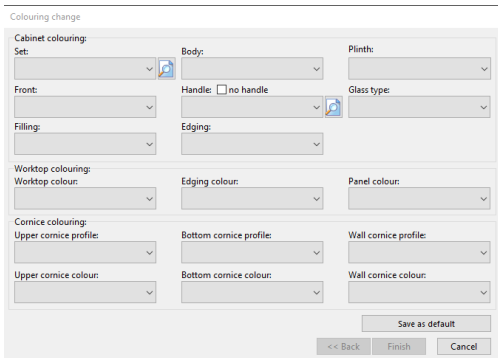 Colouring change
Cabinet colouring:
Set: Body: Plinth:
Front: Handle: no handle Glass type:
Filling: Edging:
Worktop colouring:
Worktop colour: Edging colour: Panel colour:
Cornice colouring:
Upper cornice profile: Bottom cornice profile: Wall cornice profile:
Upper cornice colour: Bottom cornice colour: Wall cornice colour:
Save as default
<< Back Finish Cancel